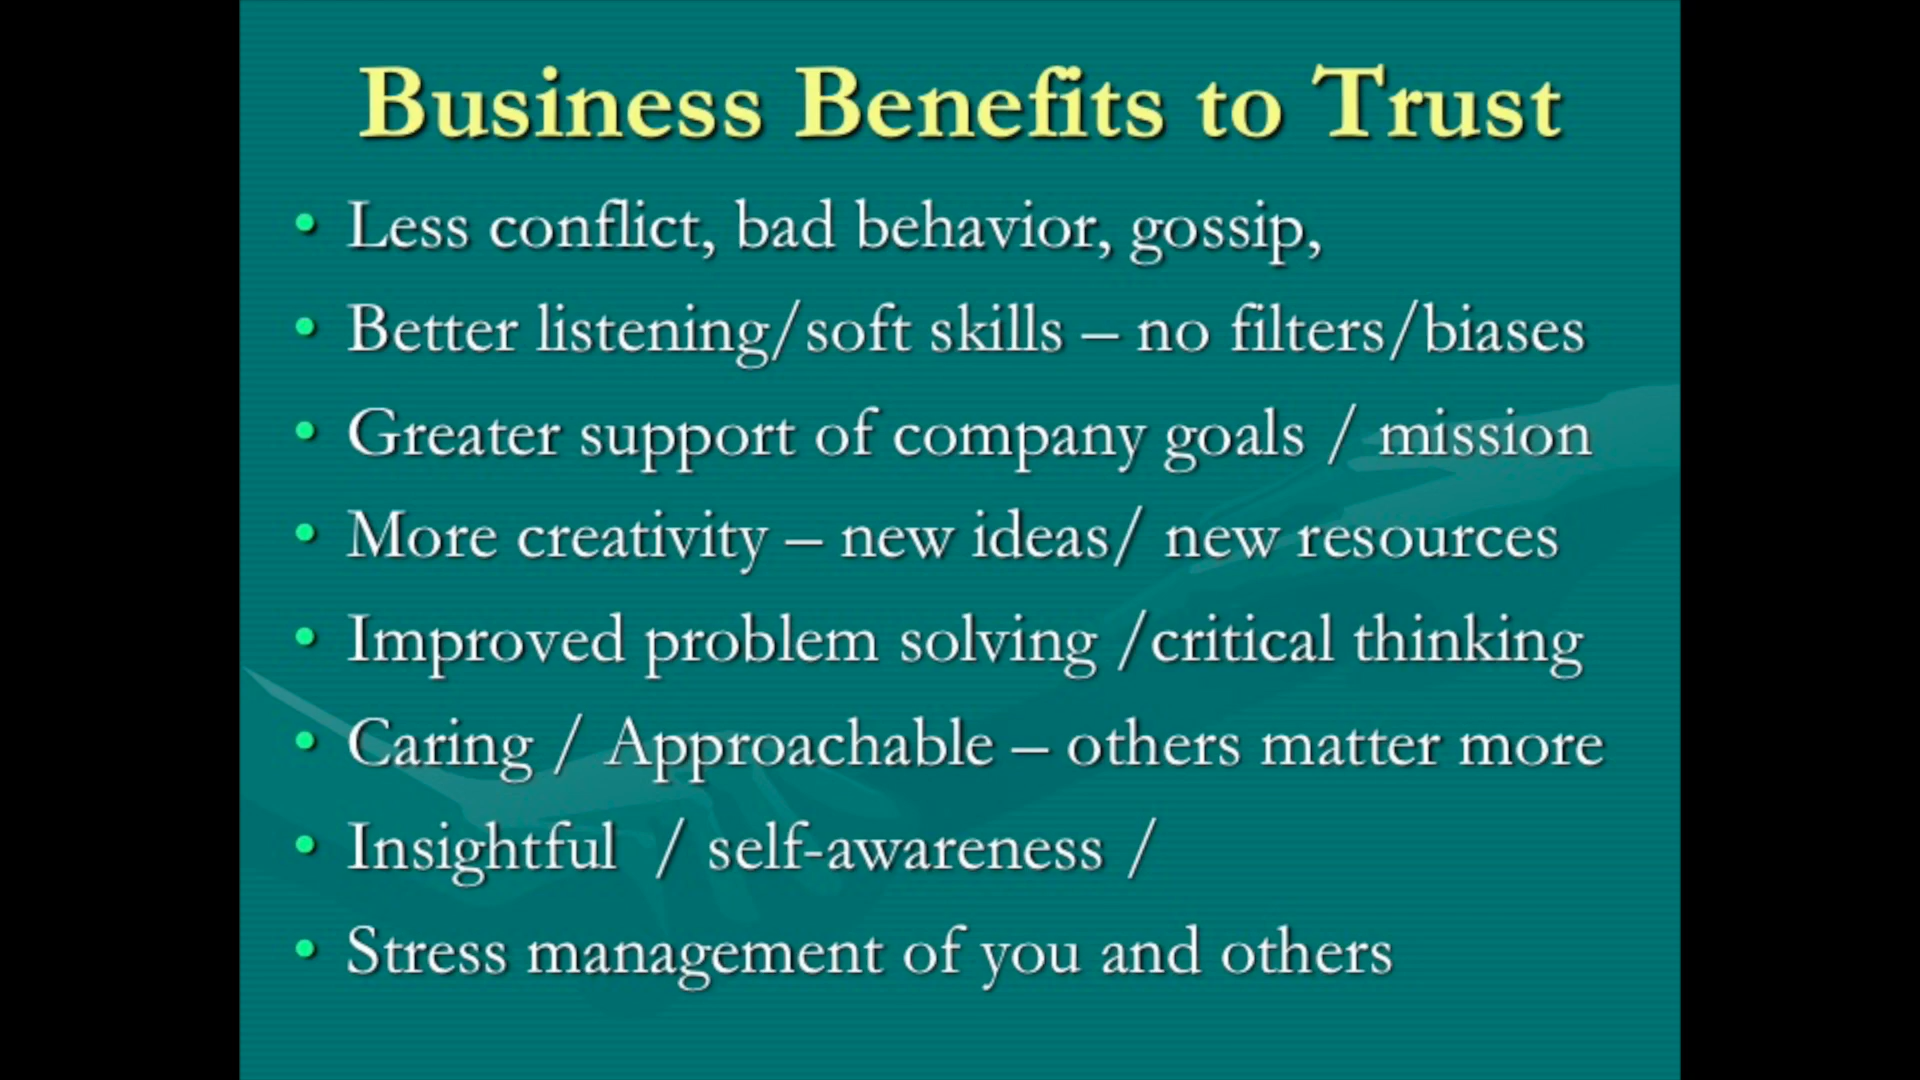 Business Benefits to Trust
• Less conflict, bad behavior, gossip,
• Better listening/soft skills – no filters/biases
• Greater support of company goals / mission
• More creativity – new ideas/ new resources
• Improved problem solving /critical thinking
• Caring / Approachable – others matter more
• Insightful  / self-awareness /
• Stress management of you and others